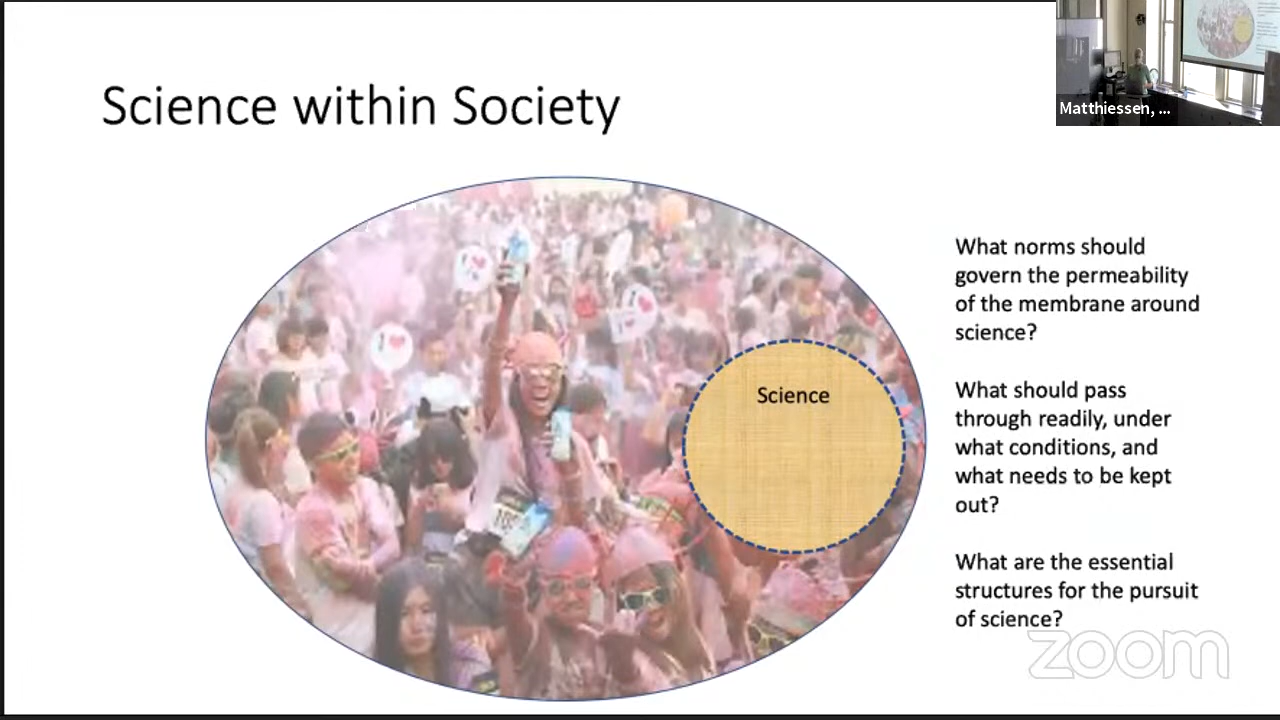 Science within Society
Matthiessen, ...
What norms should
govern the permeability
of the membrane around
science?
Science
What should pass
through readily, under
what conditions, and
what needs to be kept
out?
What are the essential
structures for the pursuit
of science?
zoom